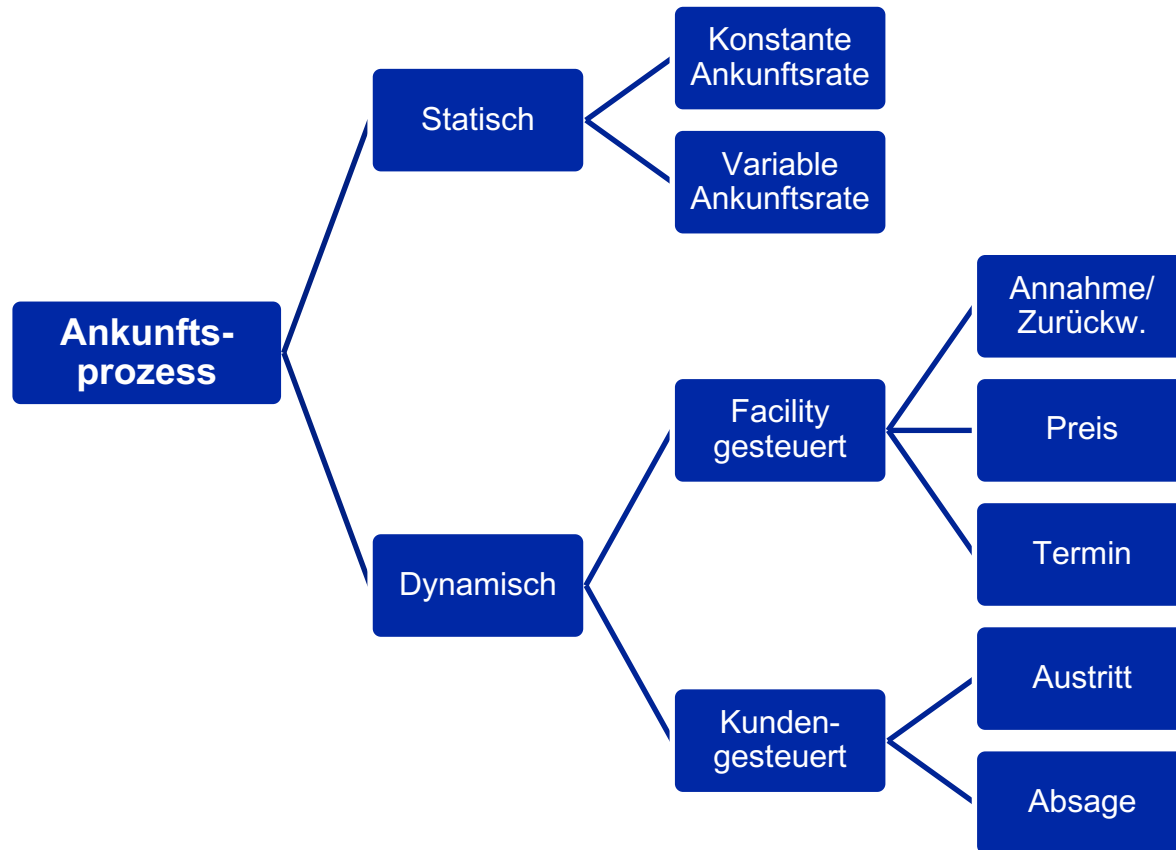 Konstante
Ankunftsrate
Statisch
Variable
Ankunftsrate
Annahme/
Zurückw.
Ankunfts-
prozess
Facility
gesteuert
Preis
Termin
Dynamisch
Austritt
Kunden-
gesteuert
Absage